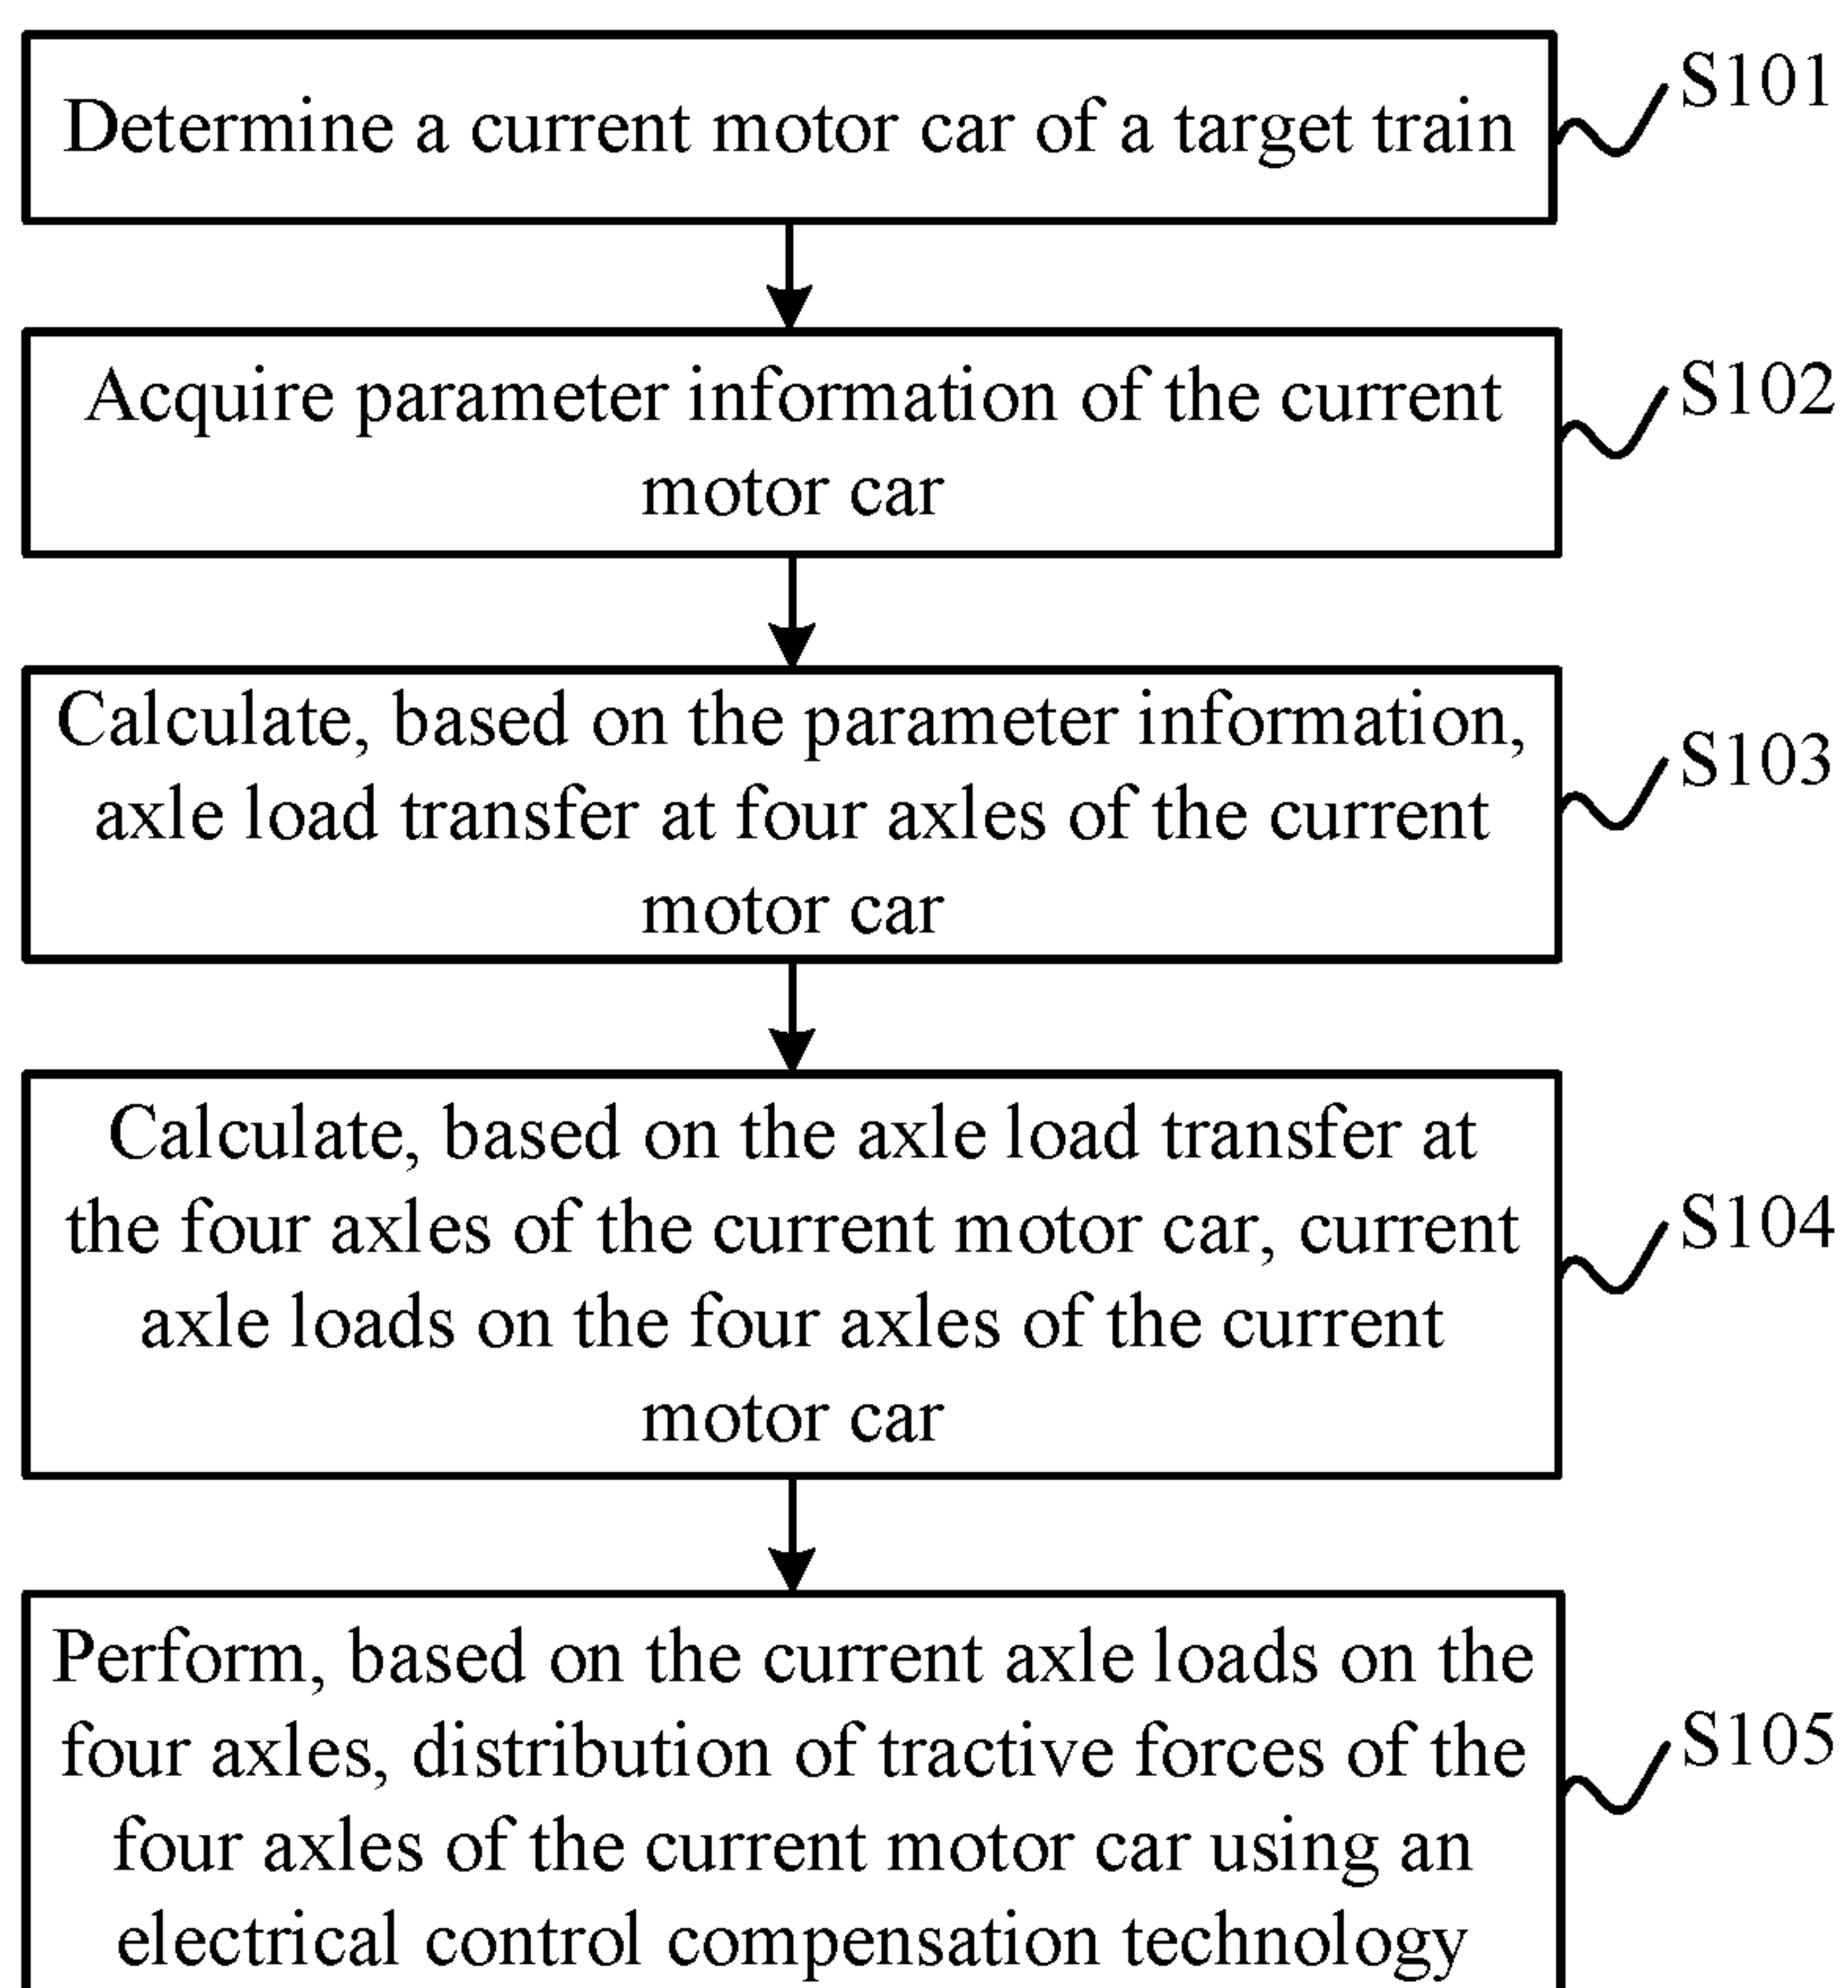 Determine a current motor car of a target train
S101
Acquire parameter information of the current
motor car
S102
Calculate, based on the parameter information,
axle load transfer at four axles of the current
motor car
S103
Calculate, based on the axle load transfer at
the four axles of the current motor car, current
axle loads on the four axles of the current
motor car
S104
Perform, based on the current axle loads on the
four axles, distribution of tractive forces of the
four axles of the current motor car using an
electrical control compensation technology
S105